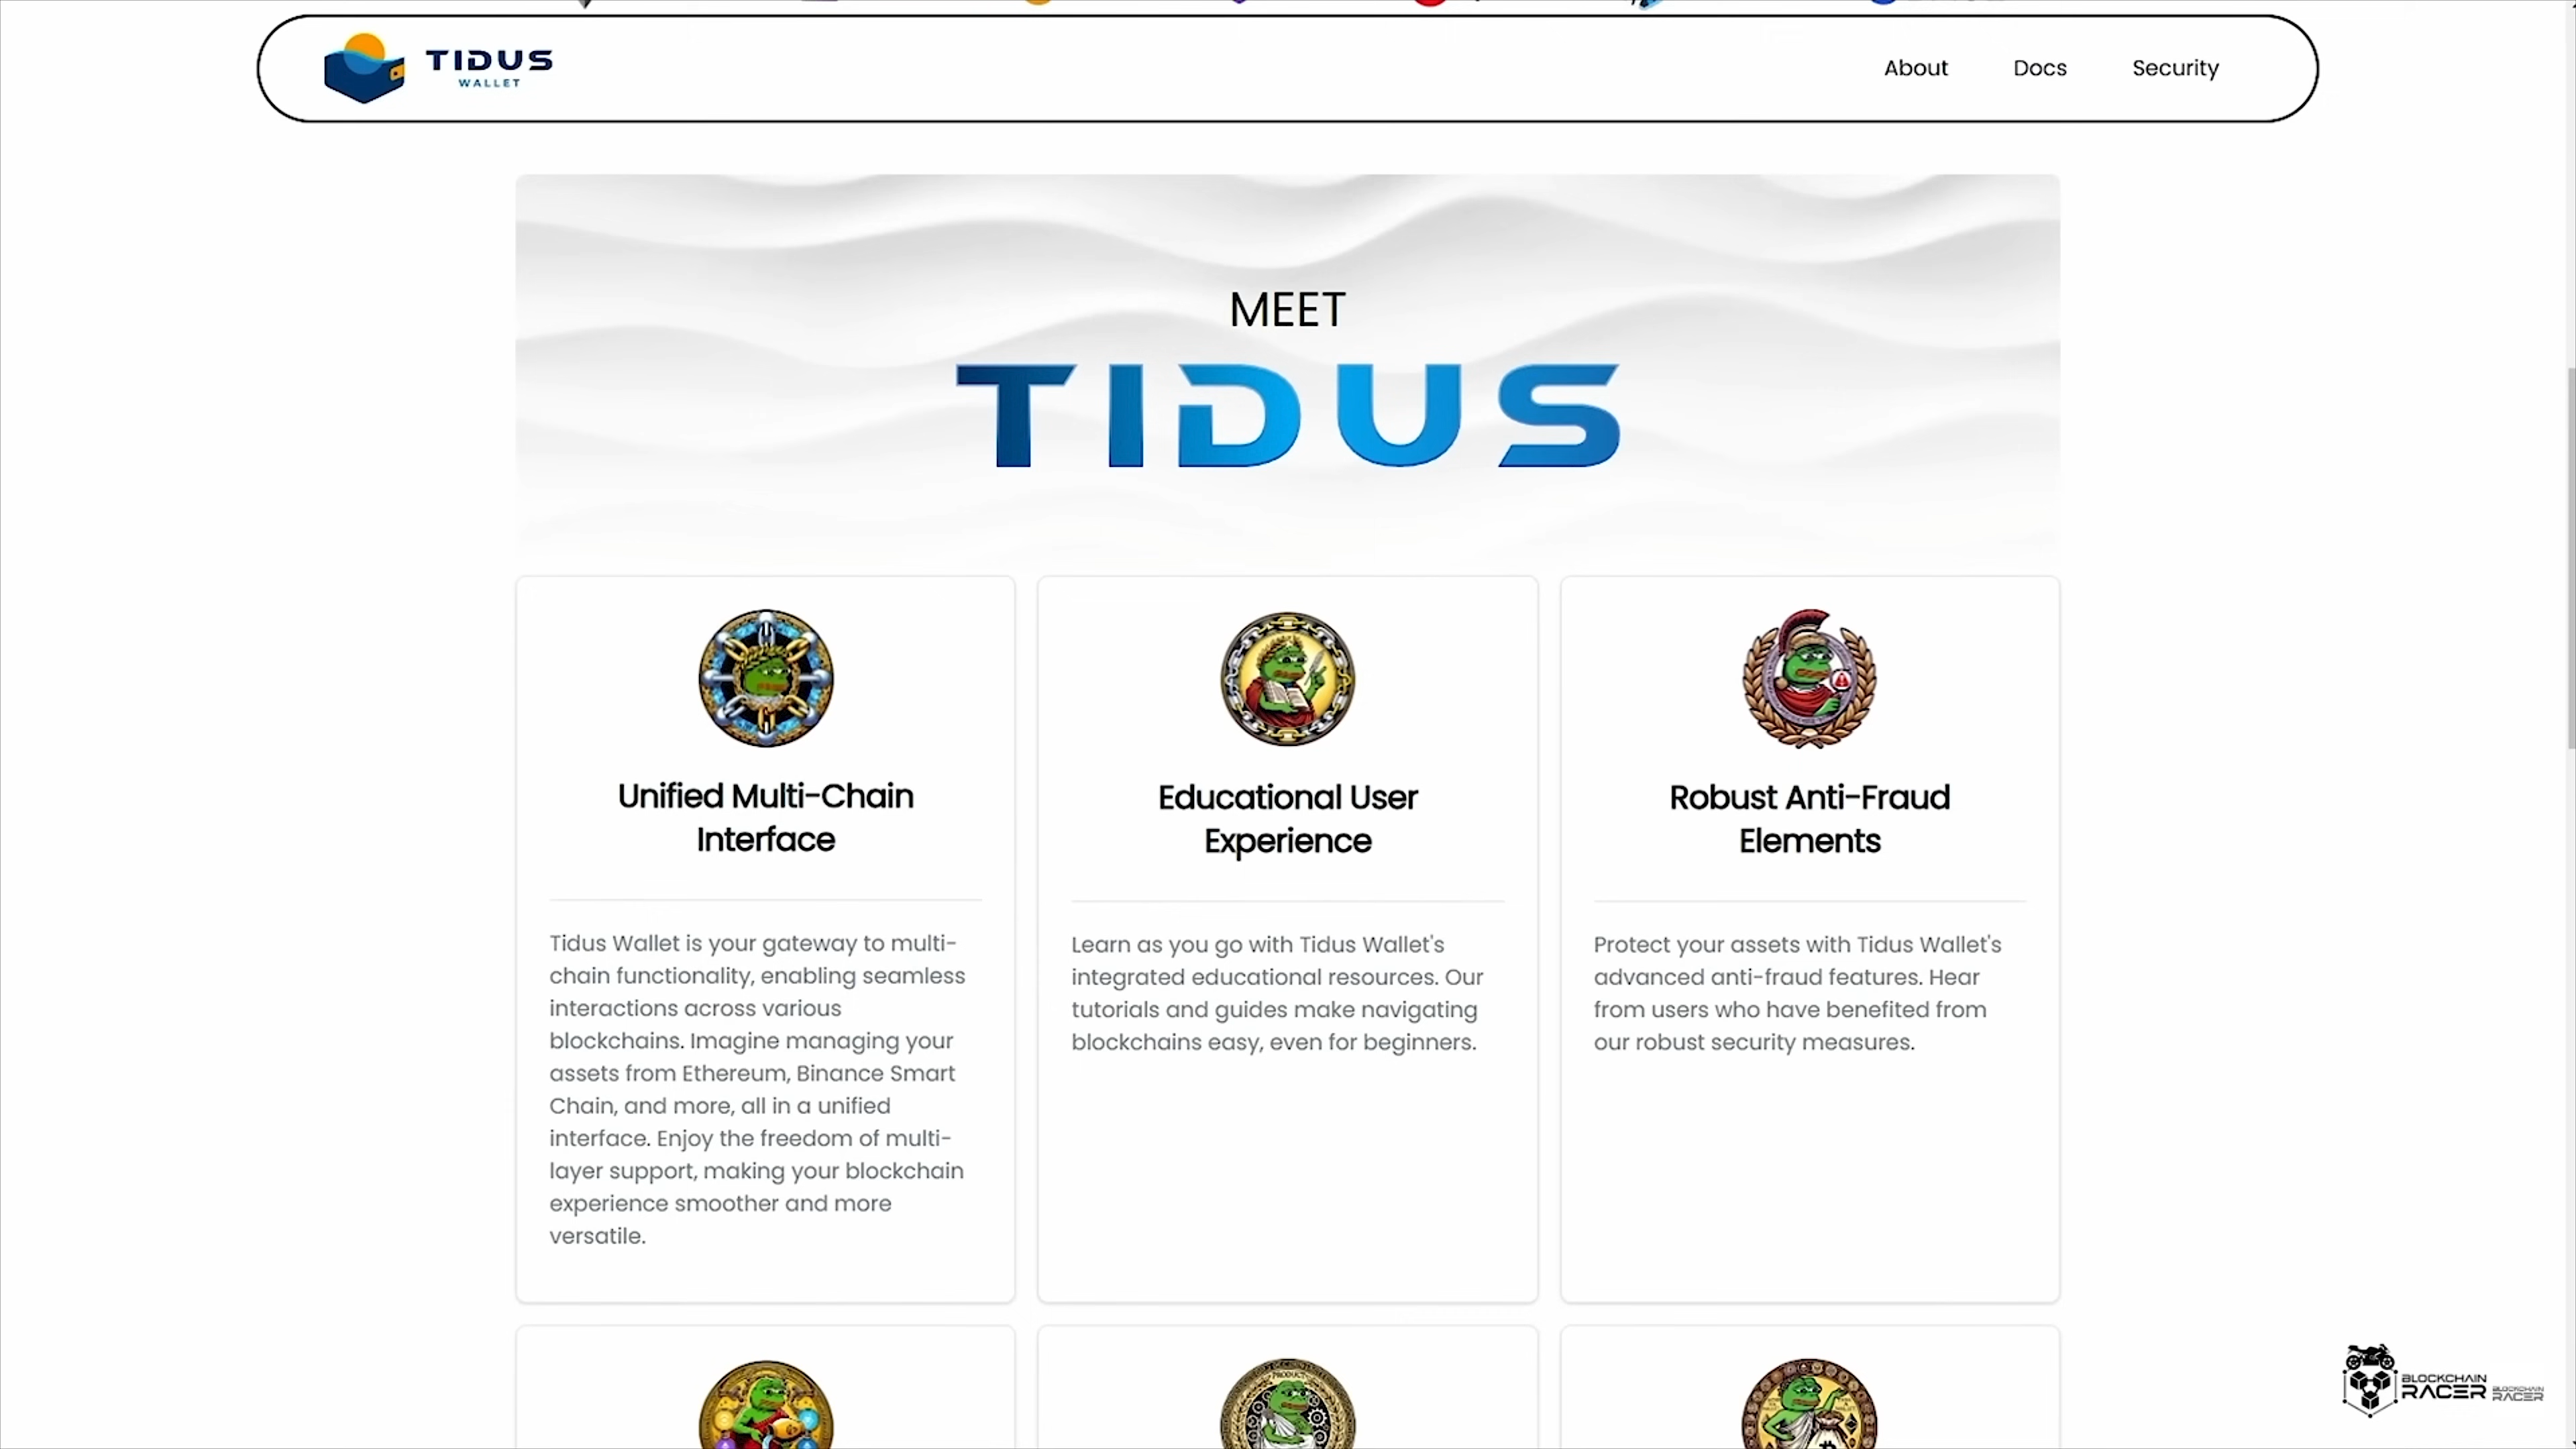 TIDUS
WALLET
About
Docs
Security
MEET
TIDUS
Unified Multi-Chain
Interface
Tidus Wallet is your gateway to multi-
chain functionality, enabling seamless
interactions across various
blockchains. Imagine managing your
assets from Ethereum, Binance Smart
Chain, and more, all in a unified
interface. Enjoy the freedom of multi-
layer support, making your blockchain
experience smoother and more
versatile.
Educational User
Experience
Learn as you go with Tidus Wallet's
integrated educational resources. Our
tutorials and guides make navigating
blockchains easy, even for beginners.
Robust Anti-Fraud
Elements
Protect your assets with Tidus Wallet's
advanced anti-fraud features. Hear
from users who have benefited from
our robust security measures.
PRODUCT
BLOCKCHAIN
RACER
BLOCKCHAIN
RACER